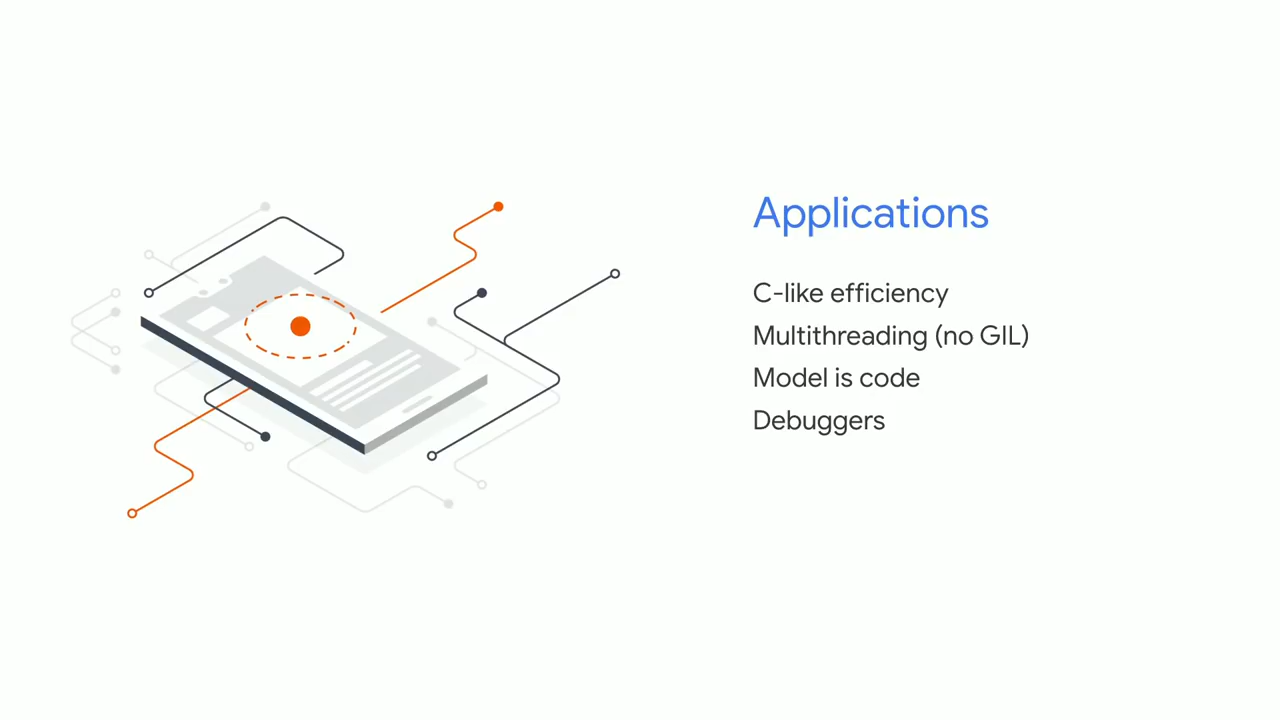 Applications
C-like efficiency
Multithreading (no GIL)
Model is code
Debuggers